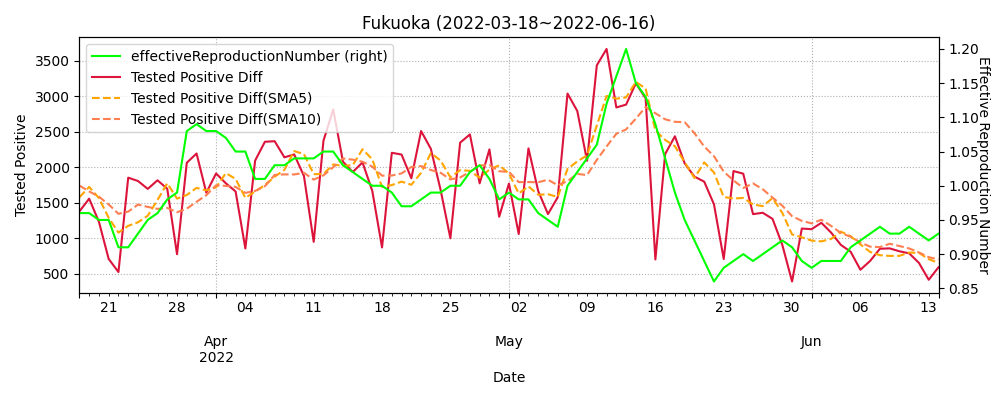 Fukuoka (2022-03-18~2022-06-16)
effectiveReproductionNumber (right)
Tested Positive Diff
Tested Positive Diff(SMA5)
Tested Positive Diff(SMA10)
Tested Positive
3500
3000
2500
2000
1500
1000
500
1.20
1.15
1.10
1.05
1.00
0.95
0.90
0.85
Effective Reproduction Number
21 28 04 11 18 25 02 09 16 23 30 06 13
Apr May Jun
2022
Date